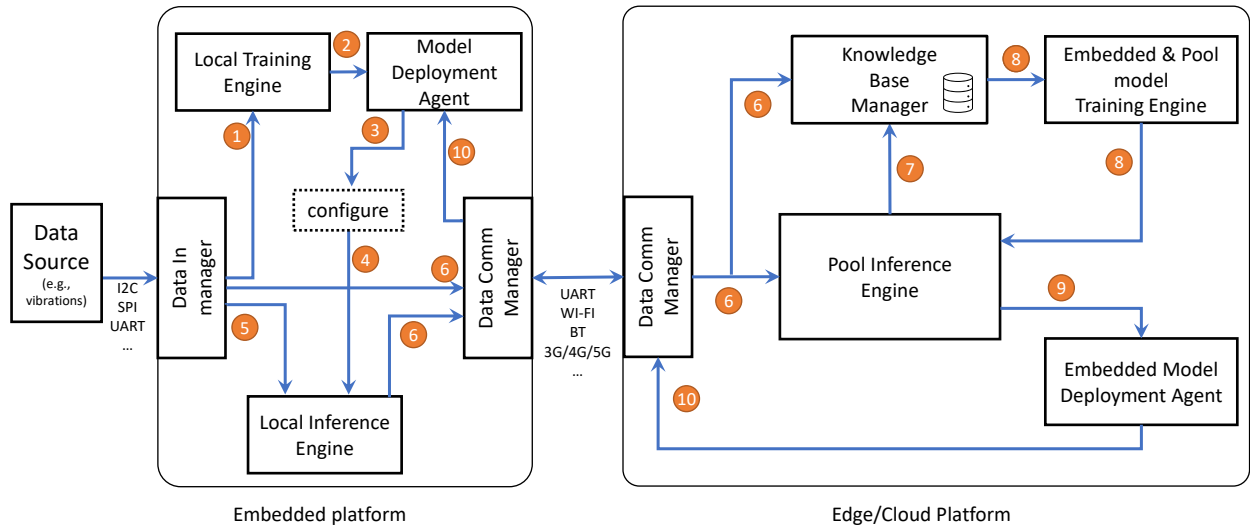 Data
Source
(e.g.,
vibrations)
I2C
SPI
UART
...
Data In
manager
1
Local Training
Engine
2
Model
Deployment
Agent
3
10
configure
4
5
6
6
Local Inference
Engine
Data Comm
Manager
Embedded platform
UART
WI-FI
BT
3G/4G/5G
...
Data Comm
Manager
6
6
Knowledge
Base
Manager
8
Embedded & Pool
model
Training Engine
7
8
Pool Inference
Engine
9
Embedded Model
Deployment Agent
10
Edge/Cloud Platform